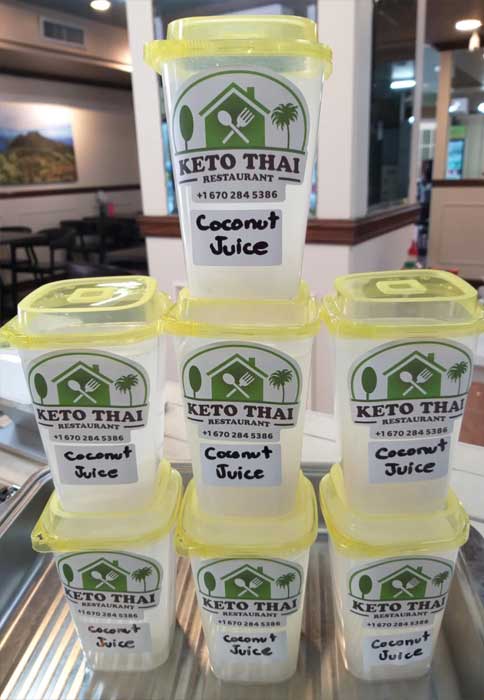 KETO THAI
RESTAURANT
+1 670 284 5386
Coconut
Juice
KETO THAI
RESTAURANT
+1 670 284 5386
Coconut
Juice
KETO THAI
RESTAURANT
+1 670 284 5386
Coconut
Juice
KETO THAI
RESTAURANT
+1 670 284 5386
Coconut
Juice
KETO THAI
RESTAURANT
+1 670 284 5386
Coconut
Juice
KETO THAI
RESTAURANT
+1 670 284 5386
Coconut
Juice
KETO THAI
RESTAURANT
+1 670 284 5386
Coconut
Juice